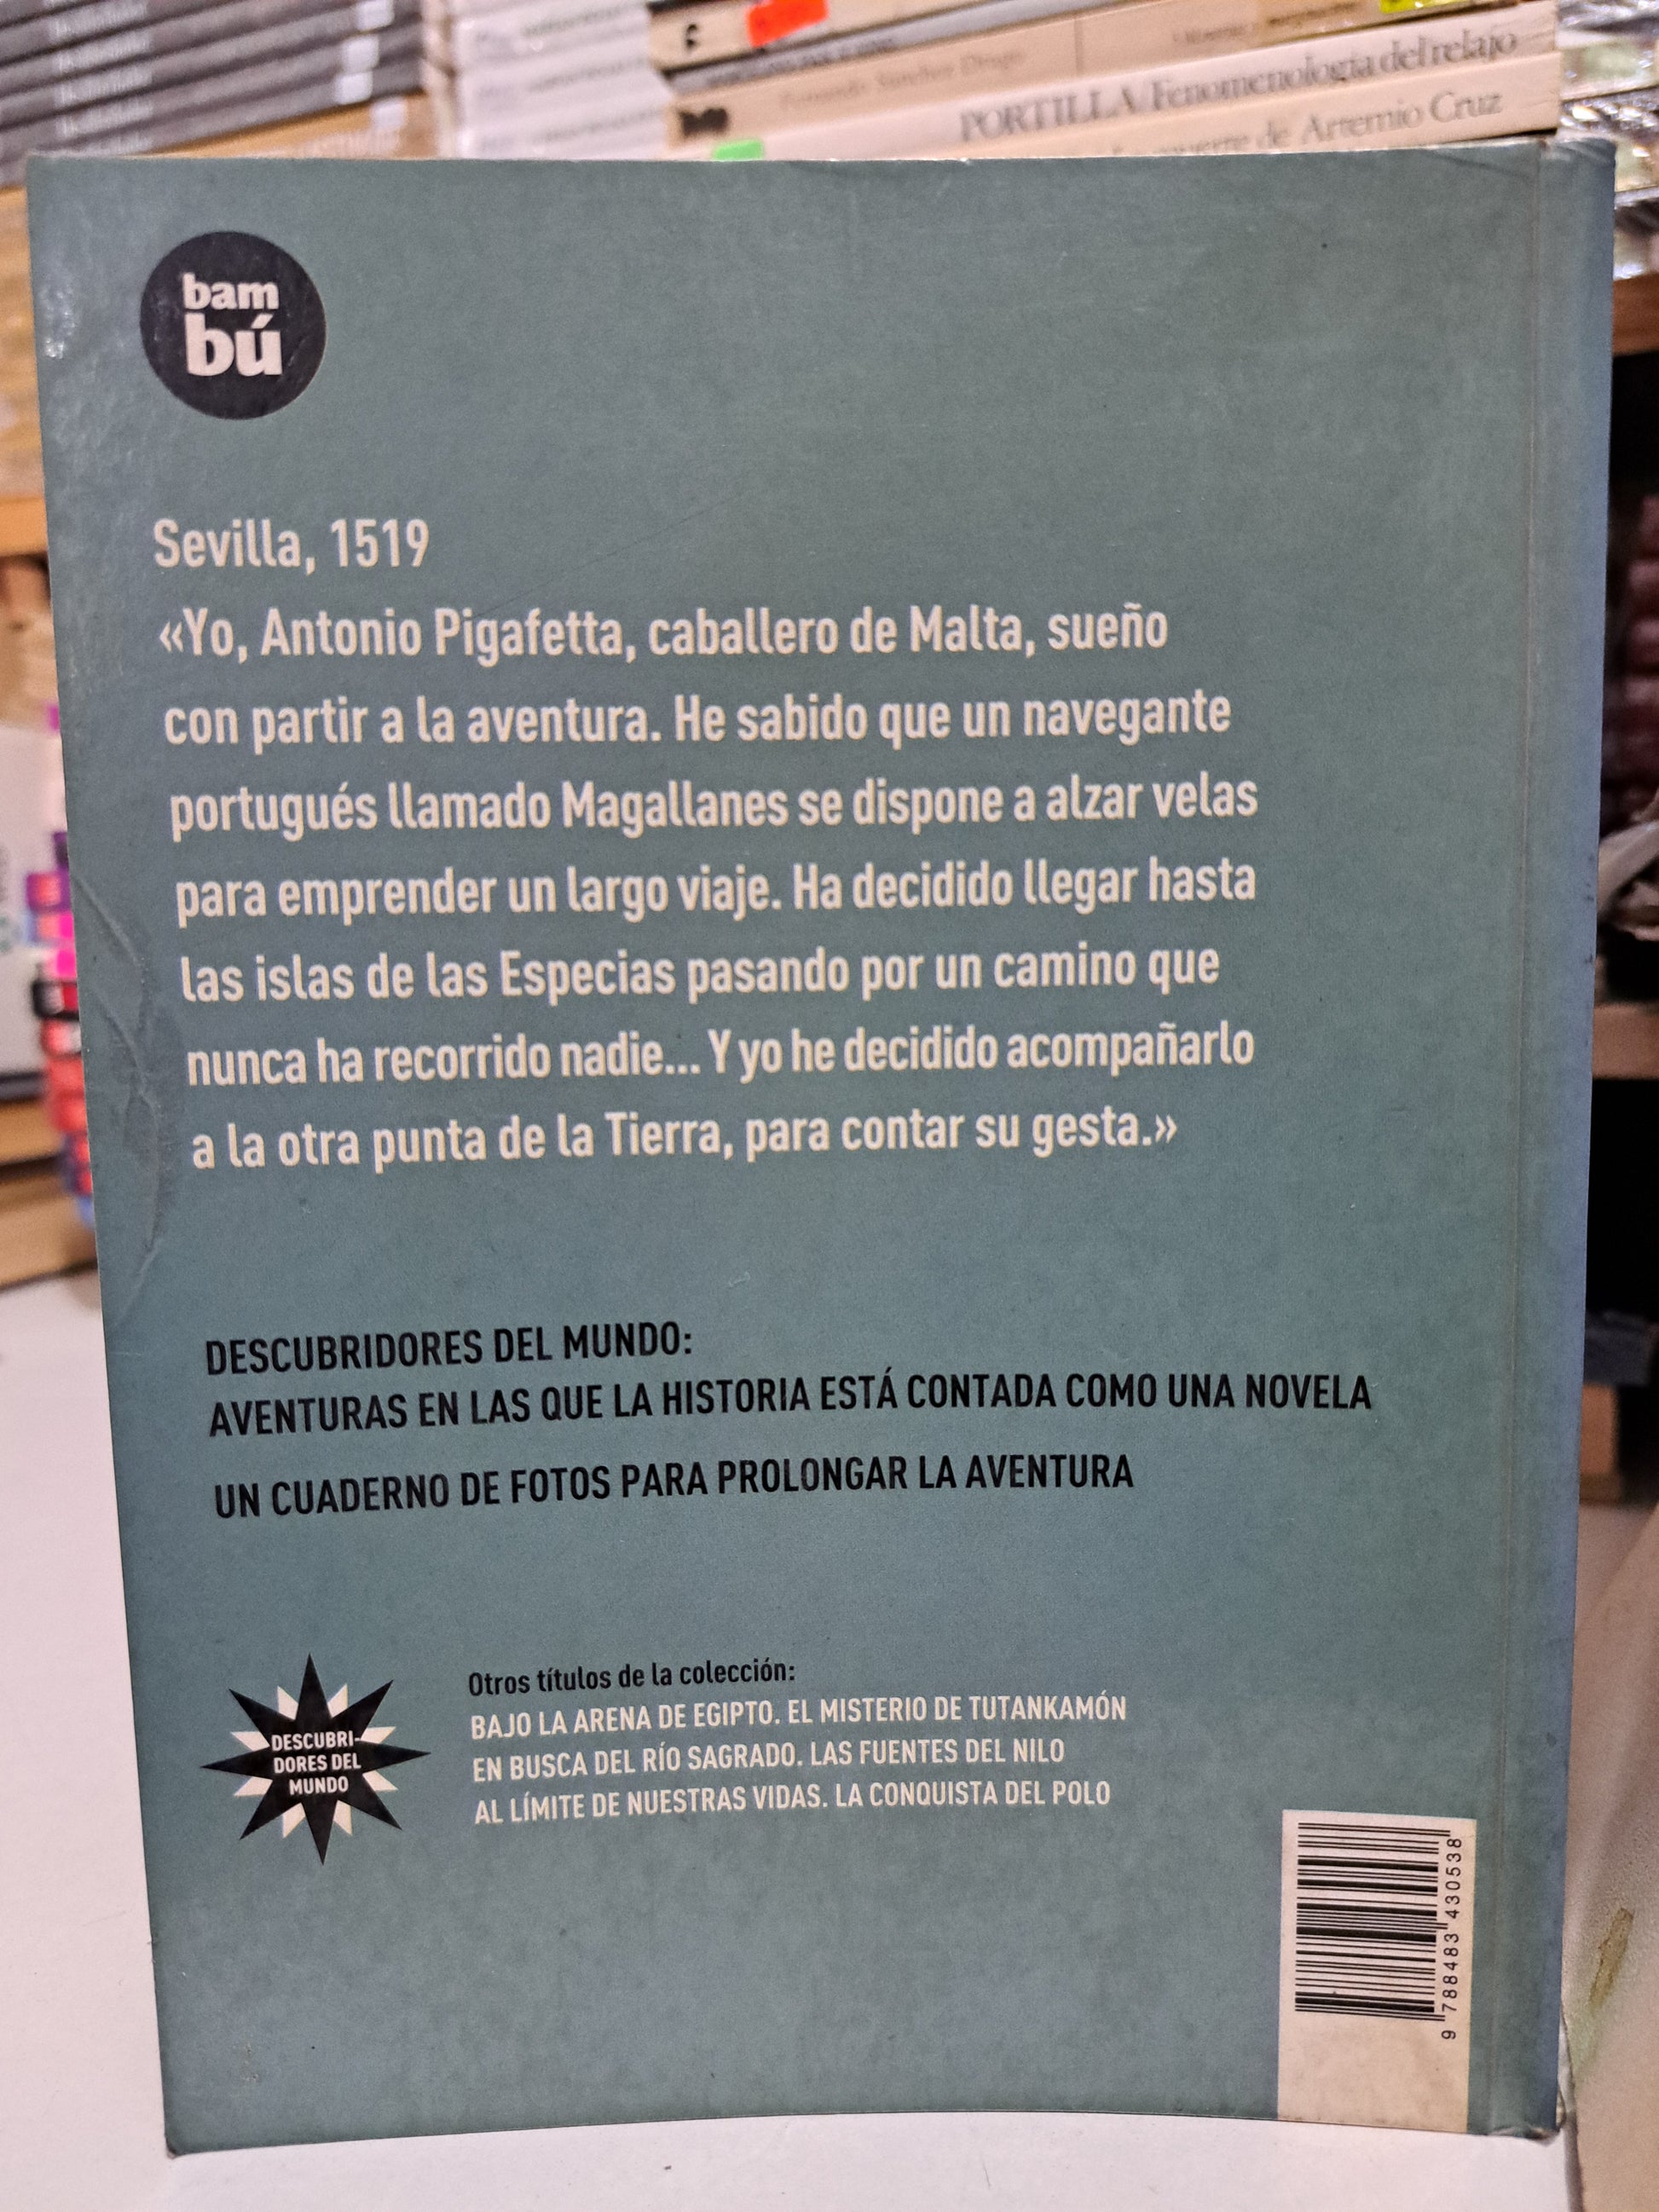 PORTILLA/Fenomenología del relajo
de Artemio Cruz
bam
bú
Sevilla, 1519
«Yo, Antonio Pigafetta, caballero de Malta, sueño
con partir a la aventura. He sabido que un navegante
portugués llamado Magallanes se dispone a alzar velas
para emprender un largo viaje. Ha decidido llegar hasta
las islas de las Especias pasando por un camino que
nunca ha recorrido nadie... Y yo he decidido acompañarlo
a la otra punta de la Tierra, para contar su gesta.»
DESCUBRIDORES DEL MUNDO:
AVENTURAS EN LAS QUE LA HISTORIA ESTÁ CONTADA COMO UNA NOVELA
UN CUADERNO DE FOTOS PARA PROLONGAR LA AVENTURA
DESCUBRI-
DORES DEL
MUNDO
Otros títulos de la colección:
BAJO LA ARENA DE EGIPTO. EL MISTERIO DE TUTANKAMÓN
EN BUSCA DEL RÍO SAGRADO. LAS FUENTES DEL NILO
AL LÍMITE DE NUESTRAS VIDAS. LA CONQUISTA DEL POLO
9 788483 430538